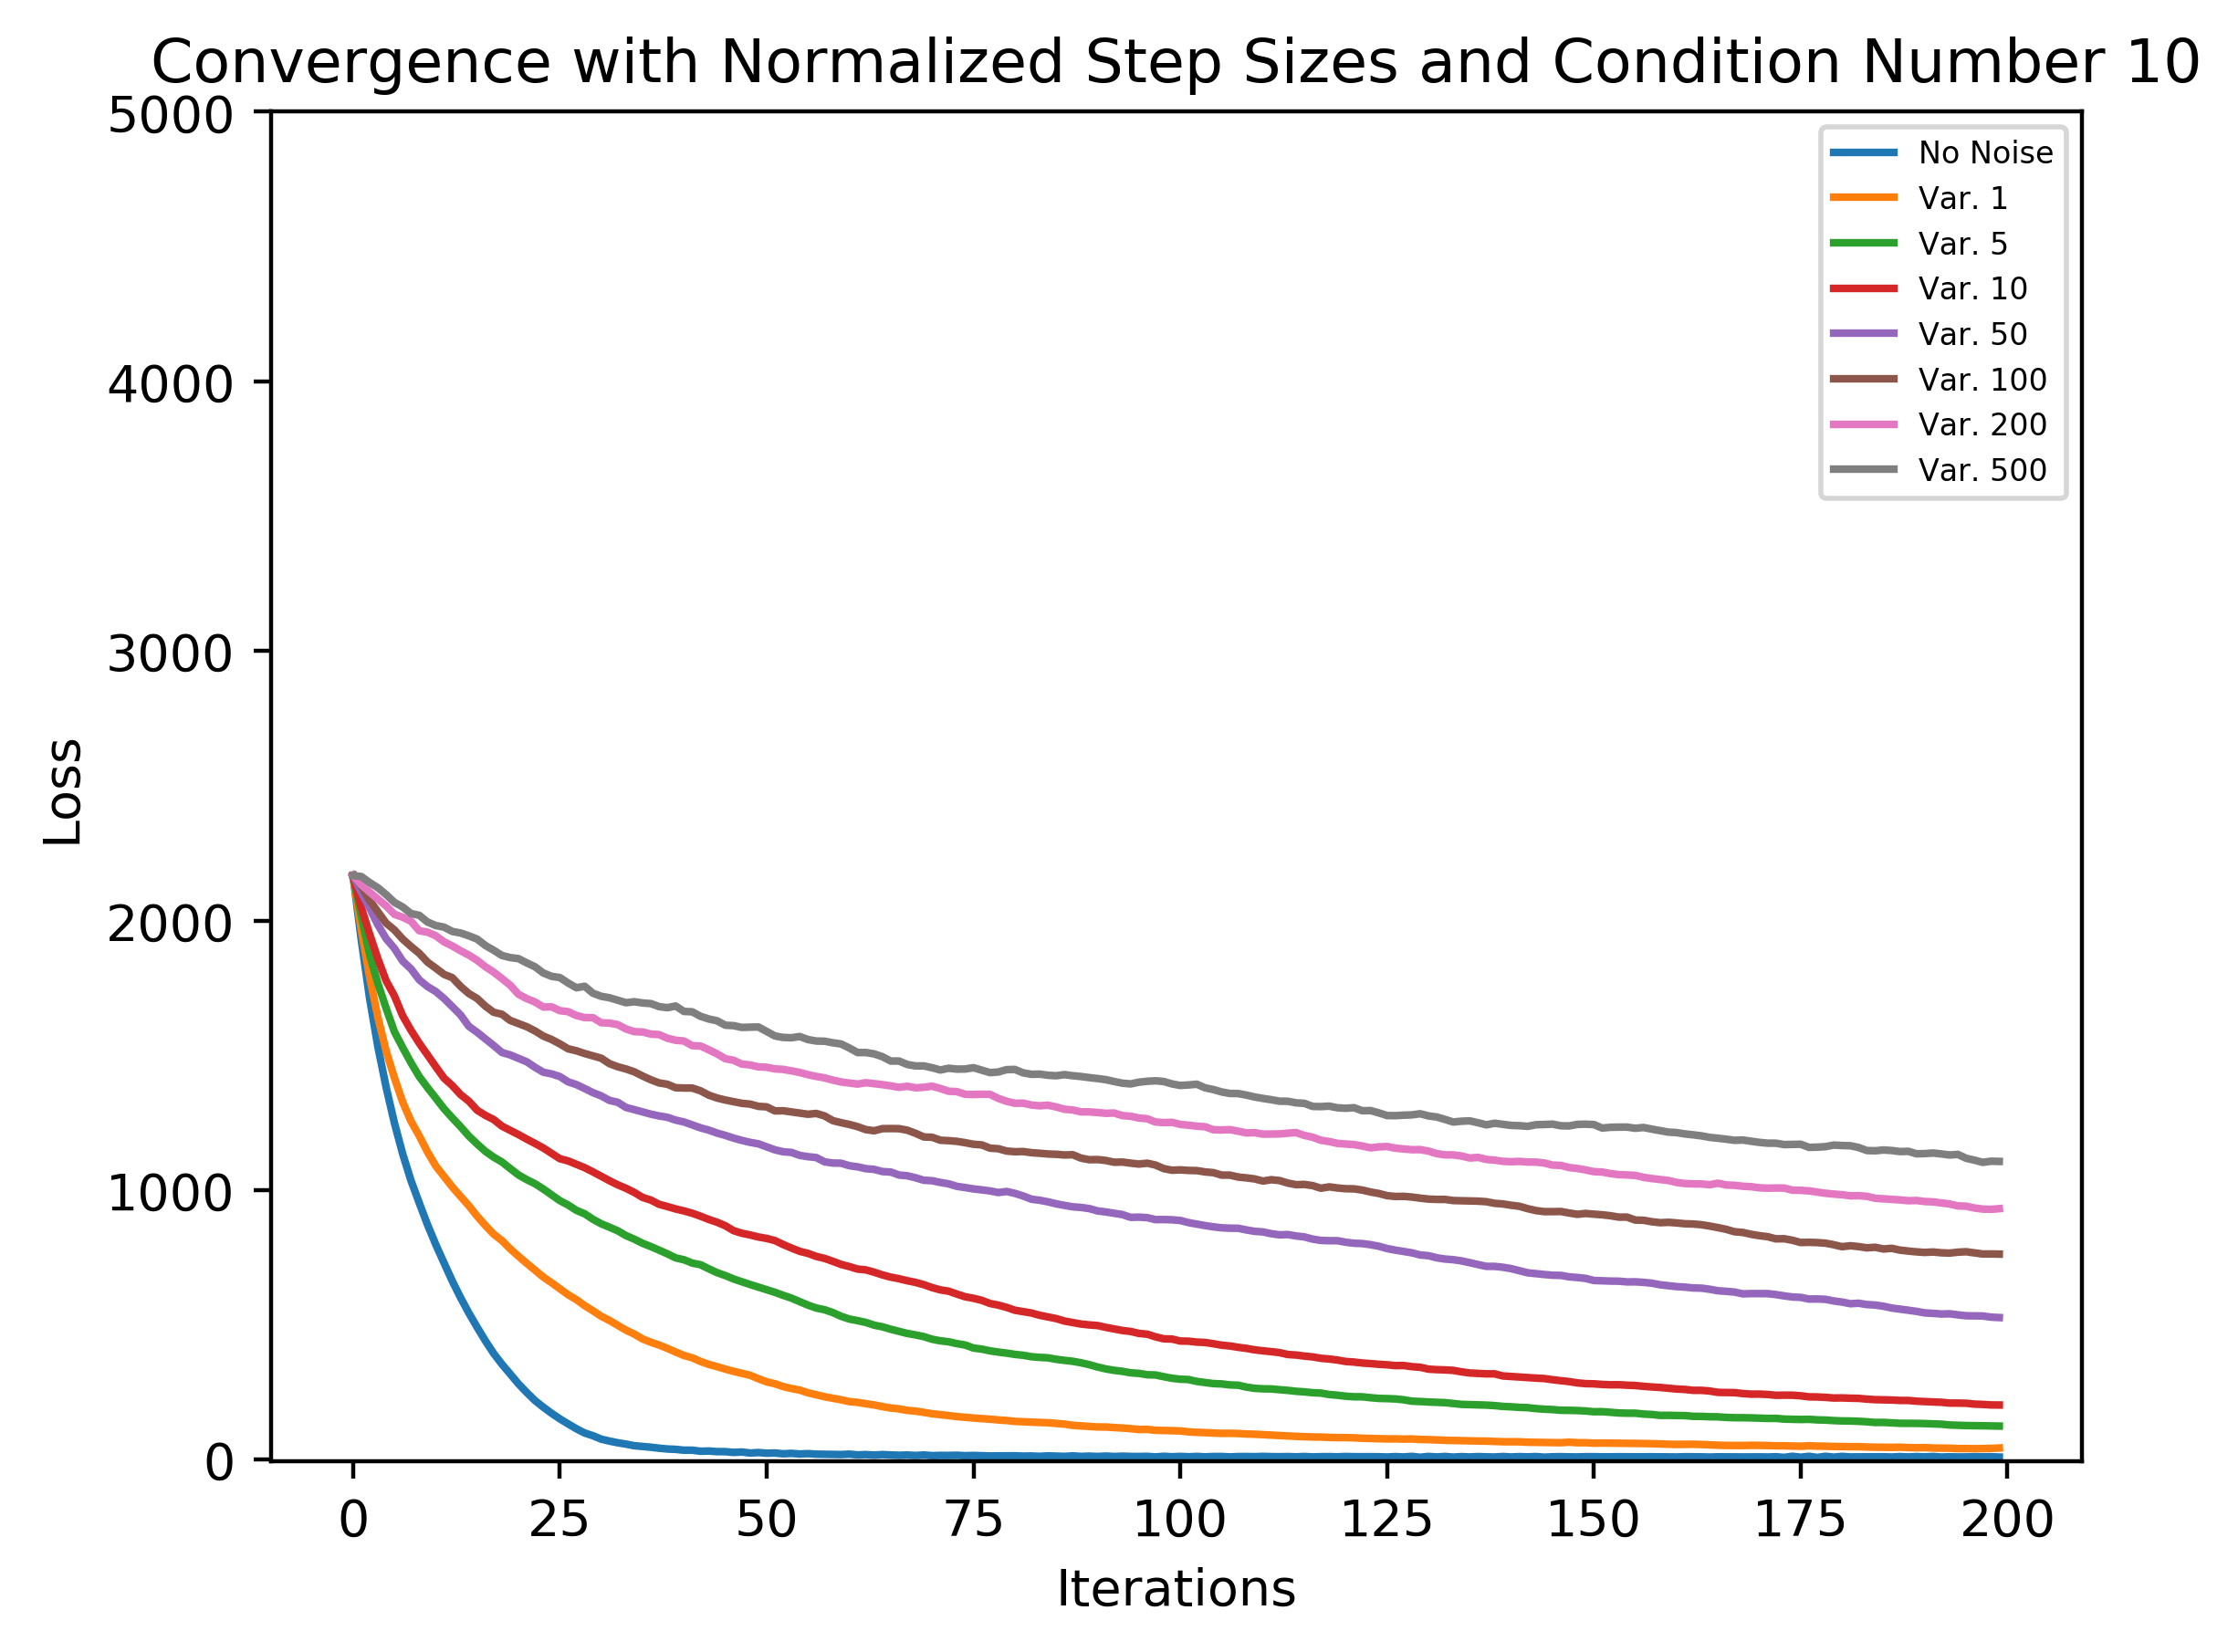 Convergence with Normalized Step Sizes and Condition Number 10
5000
4000
3000
2000
1000
0
Loss
No Noise
Var. 1
Var. 5
Var. 10
Var. 50
Var. 100
Var. 200
Var. 500
0 25 50 75 100 125 150 175 200
Iterations